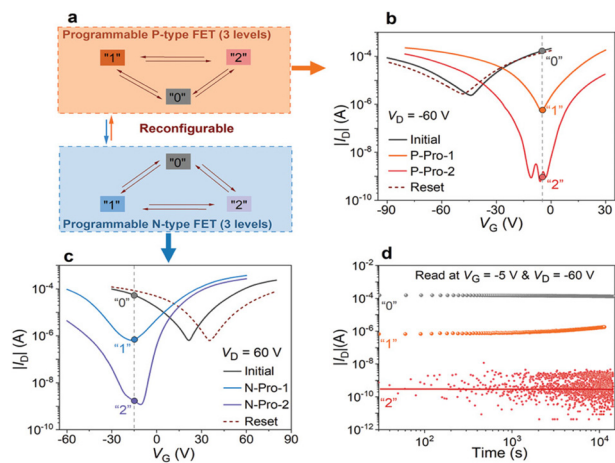 a
Programmable P-type FET (3 levels)
"1"
"2"
"0"
Reconfigurable
"0"
"1"
"2"
Programmable N-type FET (3 levels)
b
|I_D| (A)
10^-4
10^-6
10^-8
10^-10
"0"
"1"
"2"
V_D = -60 V
Initial
P-Pro-1
P-Pro-2
Reset
-90
-60
-30
0
30
V_G (V)
c
|I_D| (A)
10^-4
10^-6
10^-8
10^-10
"0"
"1"
"2"
V_D = 60 V
Initial
N-Pro-1
N-Pro-2
Reset
-60
-30
0
30
60
90
V_G (V)
d
Read at V_G = -5 V & V_D = -60 V
|I_D|(A)
10^-2
10^-4
10^-6
10^-8
10^-10
10^-12
"0"
"1"
"2"
10^2
10^3
10^4
Time (s)